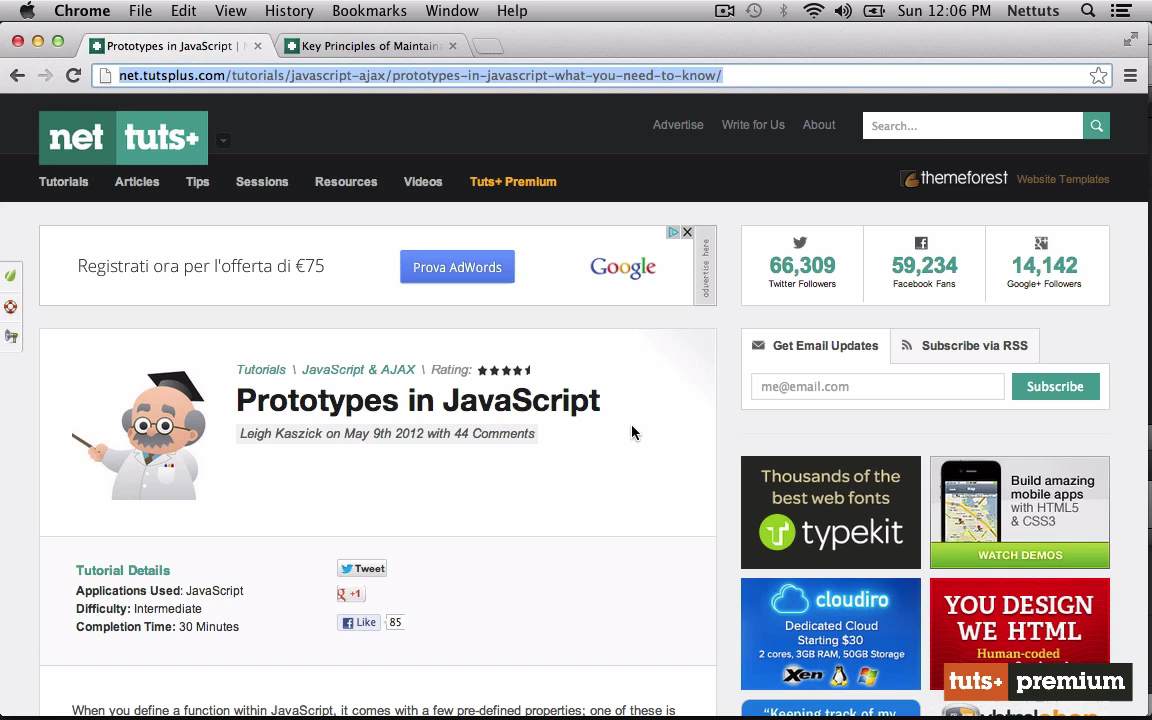 Chrome File Edit View History Bookmarks Window Help Sun 12:06 PM Nettuts
Prototypes in JavaScript | Key Principles of Maintain
net.tutsplus.com/tutorials/javascript-ajax/prototypes-in-javascript-what-you-need-to-know/
Advertise Write for Us About Search...
net tuts+
Tutorials Articles Tips Sessions Resources Videos Tuts+ Premium
themeforest Website Templates
Registrati ora per l'offerta di €75 Prova AdWords Google
advertise here
66,309 59,234 14,142
Twitter Followers Facebook Fans Google+ Followers
Get Email Updates Subscribe via RSS
me@email.com Subscribe
Tutorials \ JavaScript & AJAX \ Rating:
Prototypes in JavaScript
Leigh Kaszick on May 9th 2012 with 44 Comments
Thousands of the
best web fonts
typekit
Build amazing
mobile apps
with HTML5
& CSS3
WATCH DEMOS
Tutorial Details
Applications Used: JavaScript
Difficulty: Intermediate
Completion Time: 30 Minutes
Tweet
g +1
Like 85
cloudiro
Dedicated Cloud
Starting $30
2 cores, 3GB RAM, 50GB Storage
Xen
YOU DESIGN
WE HTML
Human-coded
tuts+ premium
"Keeping track of my
When you define a function within JavaScript, it comes with a few pre-defined properties; one of these is